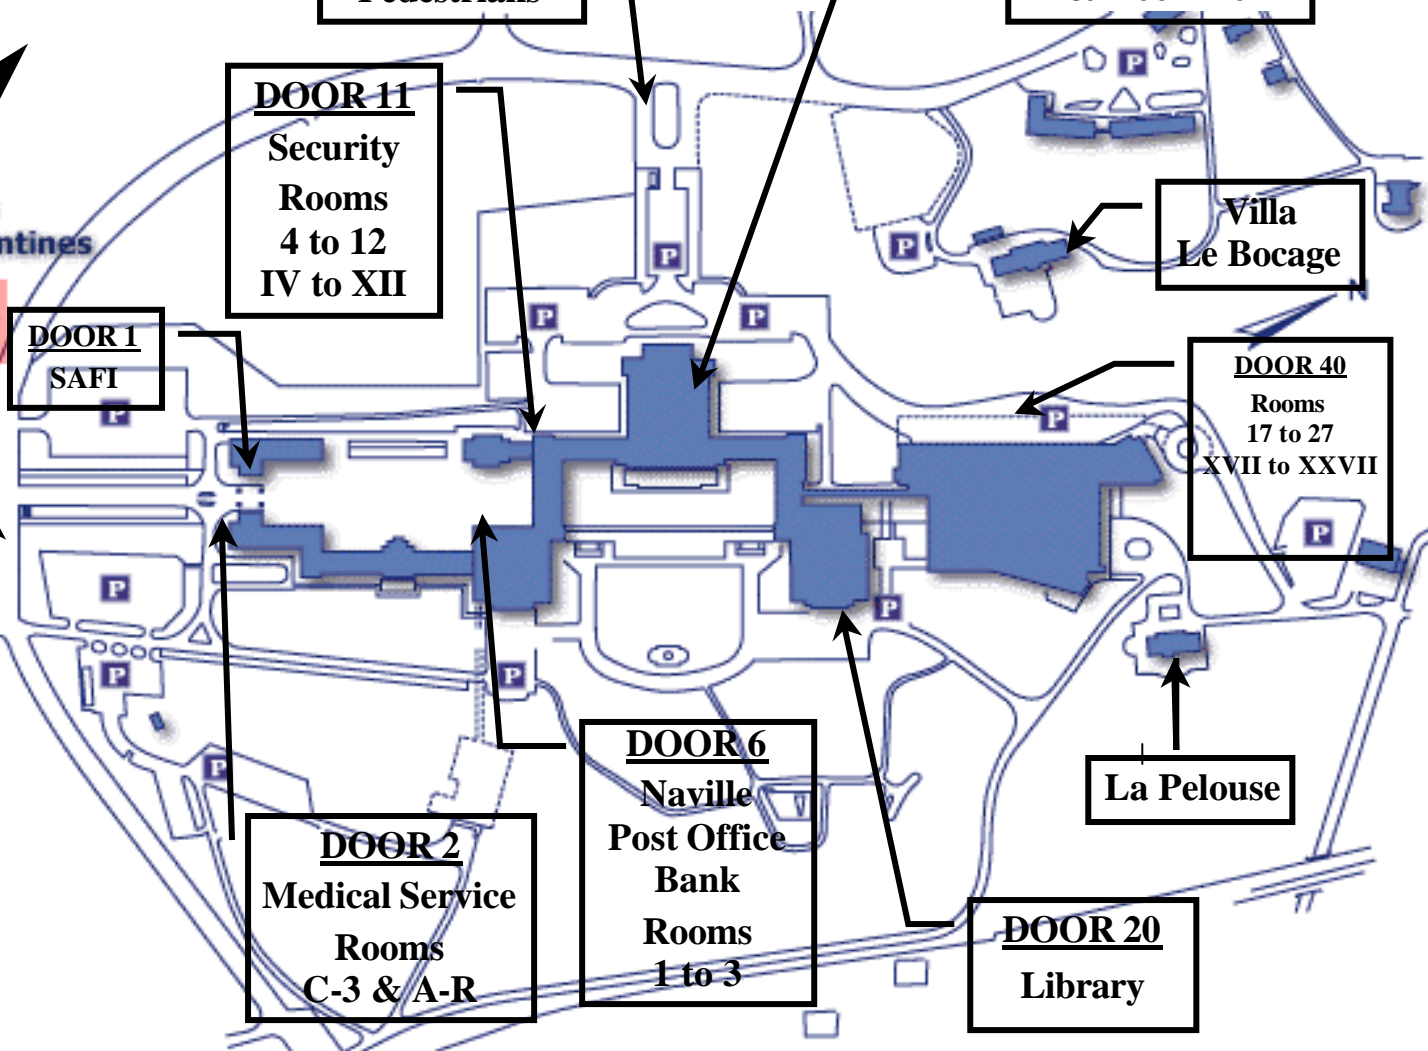 Pedestrians
DOOR 11
Security
Rooms
4 to 12
IV to XII
ntines
DOOR 1
SAFI
Villa
Le Bocage
N
DOOR 40
Rooms
17 to 27
XVII to XXVII
P
P
P
P
P
P
P
P
P
P
P
P
P
La Pelouse
DOOR 6
Naville
Post Office
Bank
Rooms
1 to 3
DOOR 2
Medical Service
Rooms
C-3 & A-R
DOOR 20
Library